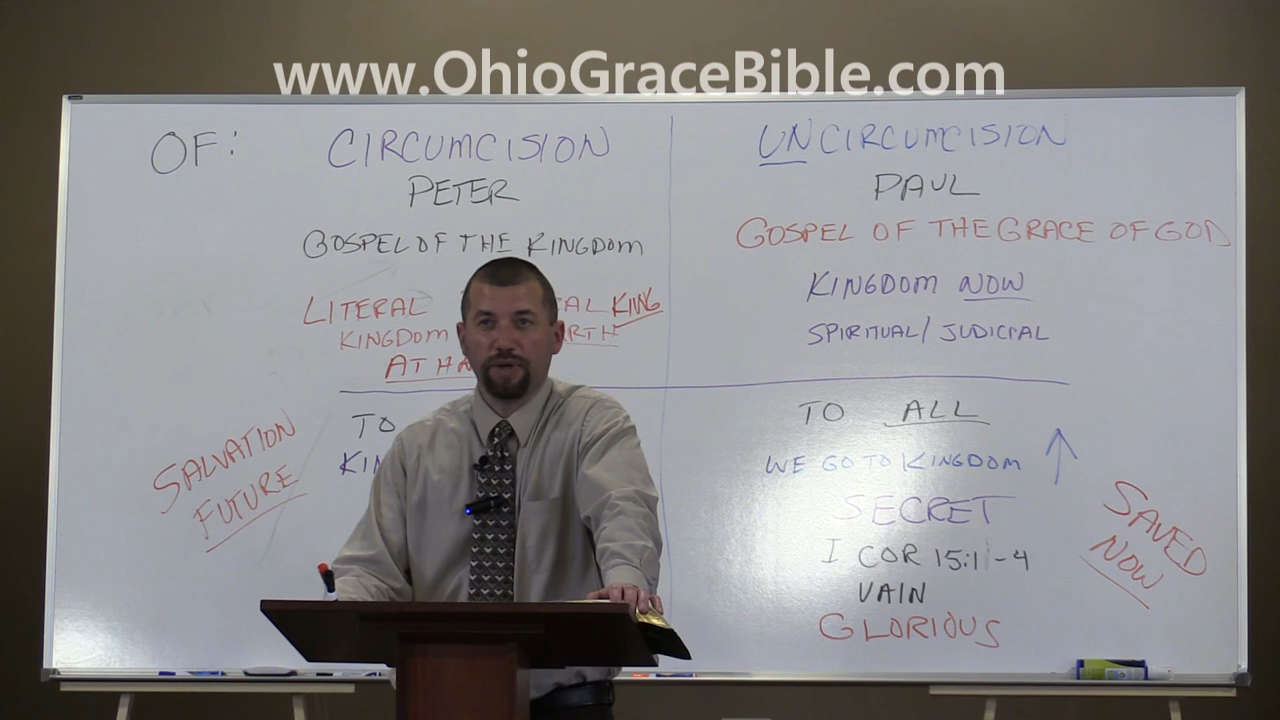 www.OhioGraceBible.com
OF: CIRCUMCISION
PETER
GOSPEL OF THE KINGDOM
LITERAL KING
KINGDOM
AT
TO
SALVATION
FUTURE
UNCIRCUMCISION
PAUL
GOSPEL OF THE GRACE OF GOD
KINGDOM NOW
SPIRITUAL/JUDICIAL
TO ALL
WE GO TO KINGDOM
SECRET
I COR 15:1-4
VAIN
GLORIOUS
SAVED
NOW